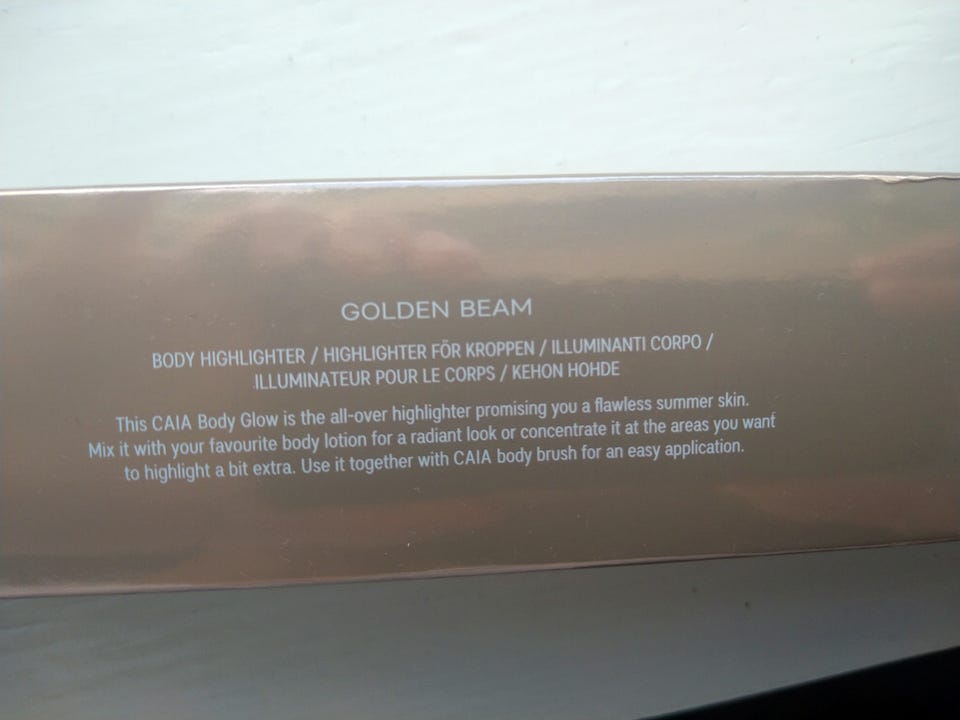 GOLDEN BEAM
BODY HIGHLIGHTER / HIGHLIGHTER FÖR KROPPEN / ILLUMINANTI CORPO /
ILLUMINATEUR POUR LE CORPS / KEHON HOHDE
This CAIA Body Glow is the all-over highlighter promising you a flawless summer skin.
Mix it with your favourite body lotion for a radiant look or concentrate it at the areas you want
to highlight a bit extra. Use it together with CAIA body brush for an easy application.